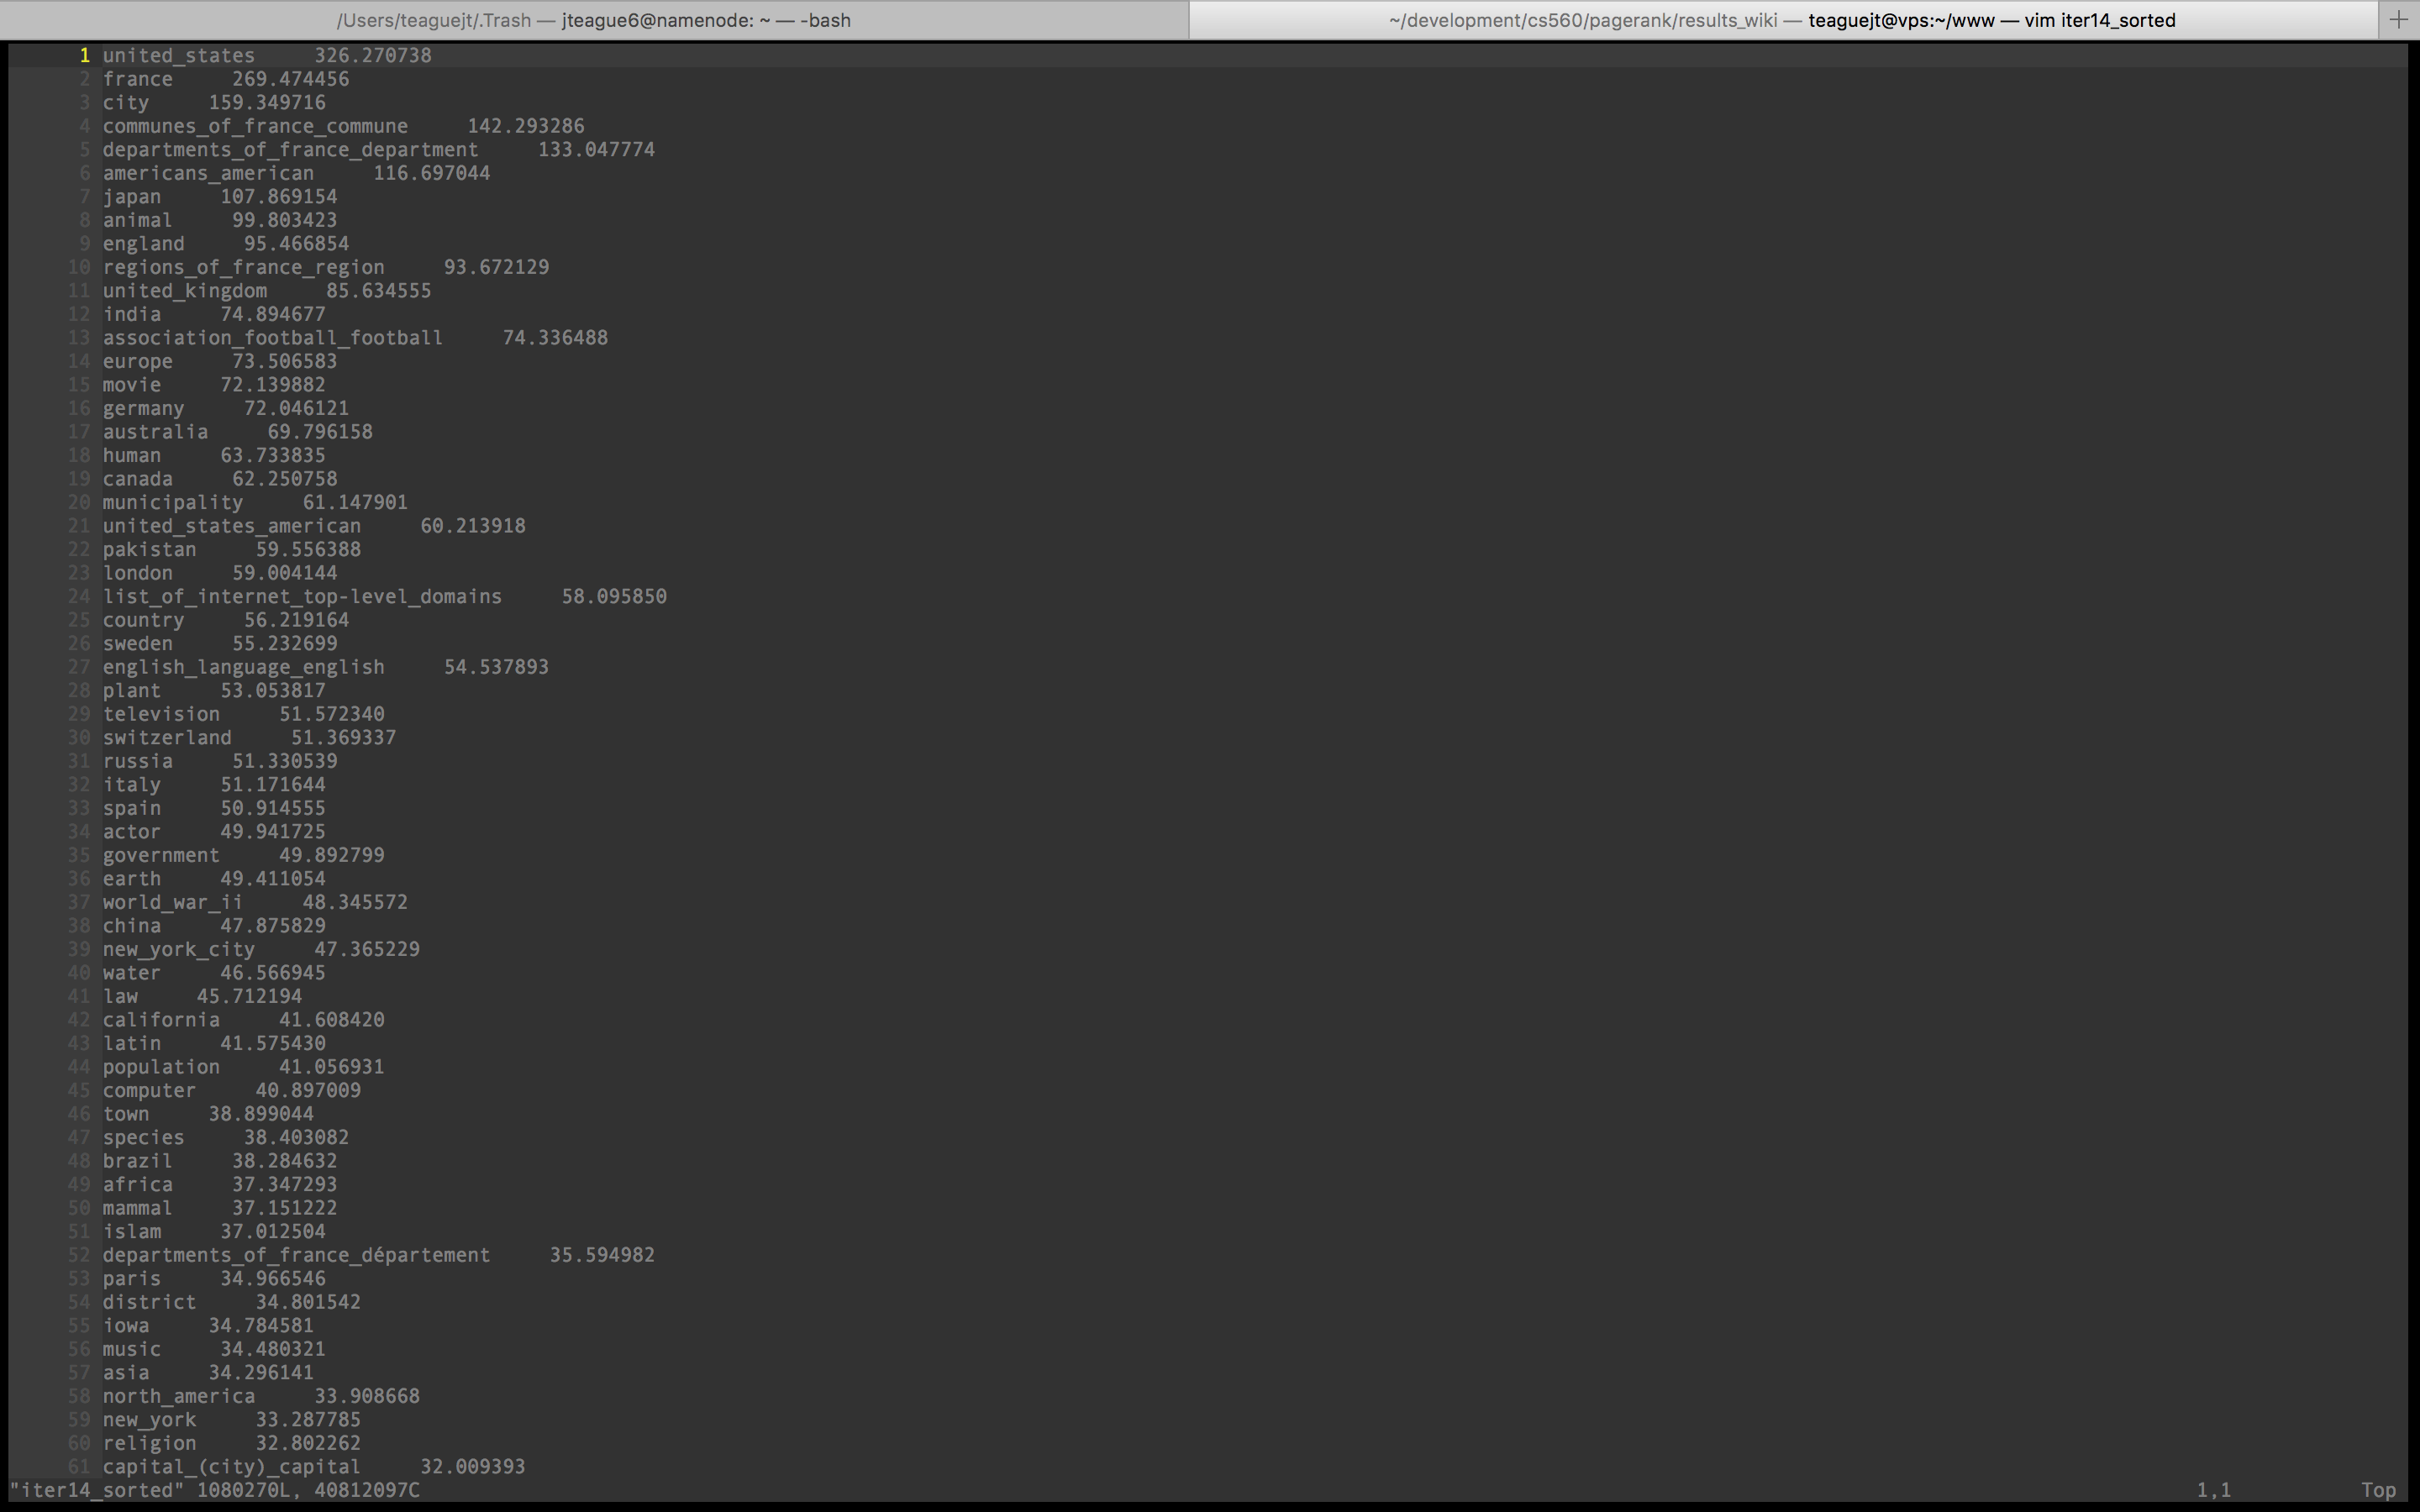 /Users/teaguejt/.Trash — jteague6@namenode: ~ — -bash
~/development/cs560/pagerank/results_wiki — teaguejt@vps:~/www — vim iter14_sorted +
1 united_states 326.270738
2 france 269.474456
3 city 159.349716
4 communes_of_france_commune 142.293286
5 departments_of_france_department 133.047774
6 americans_american 116.697044
7 japan 107.869154
8 animal 99.803423
9 england 95.466854
10 regions_of_france_region 93.672129
11 united_kingdom 85.634555
12 india 74.894677
13 association_football_football 74.336488
14 europe 73.506583
15 movie 72.139882
16 germany 72.046121
17 australia 69.796158
18 human 63.733835
19 canada 62.250758
20 municipality 61.147901
21 united_states_american 60.213918
22 pakistan 59.556388
23 london 59.004144
24 list_of_internet_top-level_domains 58.095850
25 country 56.219164
26 sweden 55.232699
27 english_language_english 54.537893
28 plant 53.053817
29 television 51.572340
30 switzerland 51.369337
31 russia 51.330539
32 italy 51.171644
33 spain 50.914555
34 actor 49.941725
35 government 49.892799
36 earth 49.411054
37 world_war_ii 48.345572
38 china 47.875829
39 new_york_city 47.365229
40 water 46.566945
41 law 45.712194
42 california 41.608420
43 latin 41.575430
44 population 41.056931
45 computer 40.897009
46 town 38.899044
47 species 38.403082
48 brazil 38.284632
49 africa 37.347293
50 mammal 37.151222
51 islam 37.012504
52 departments_of_france_département 35.594982
53 paris 34.966546
54 district 34.801542
55 iowa 34.784581
56 music 34.480321
57 asia 34.296141
58 north_america 33.908668
59 new_york 33.287785
60 religion 32.802262
61 capital_(city)_capital 32.009393
"iter14_sorted" 1080270L, 40812097C 1,1 Top